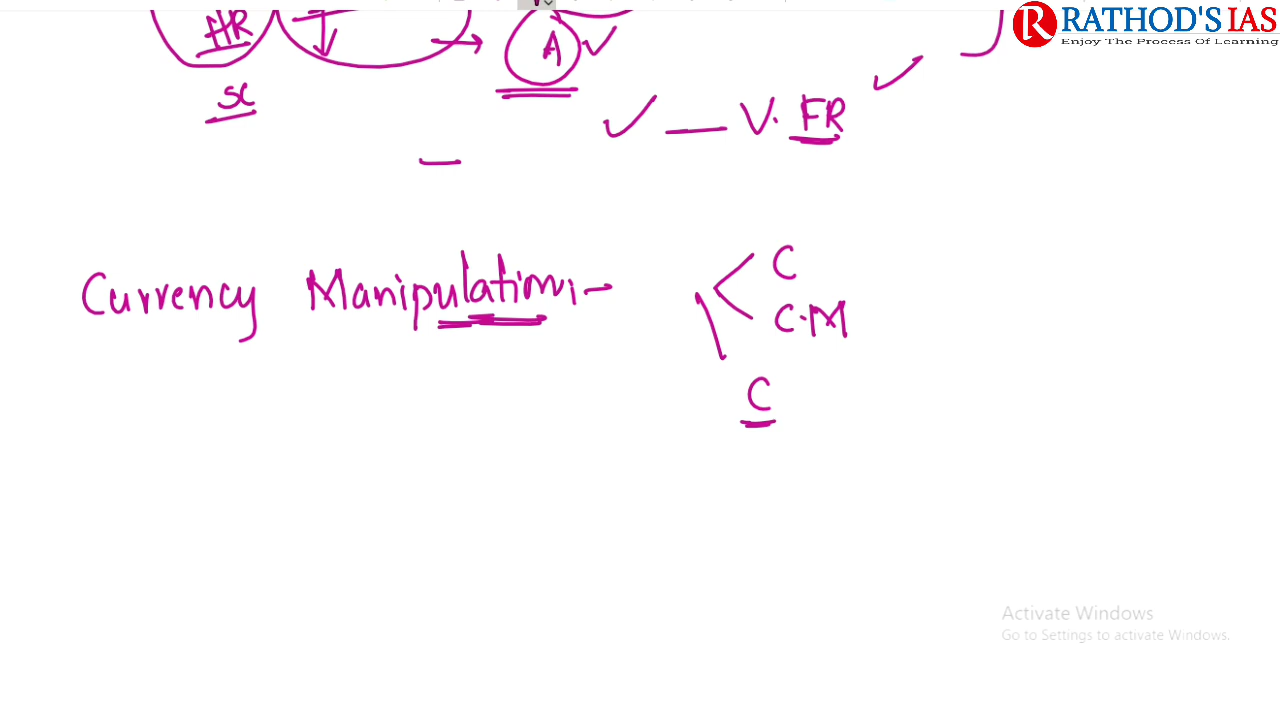 HR
A
RATHOD'S IAS
Enjoy The Process Of Learning
SC
V. FR
Currency Manipulation:-
C
C.M
C
Activate Windows
Go to Settings to activate Windows.